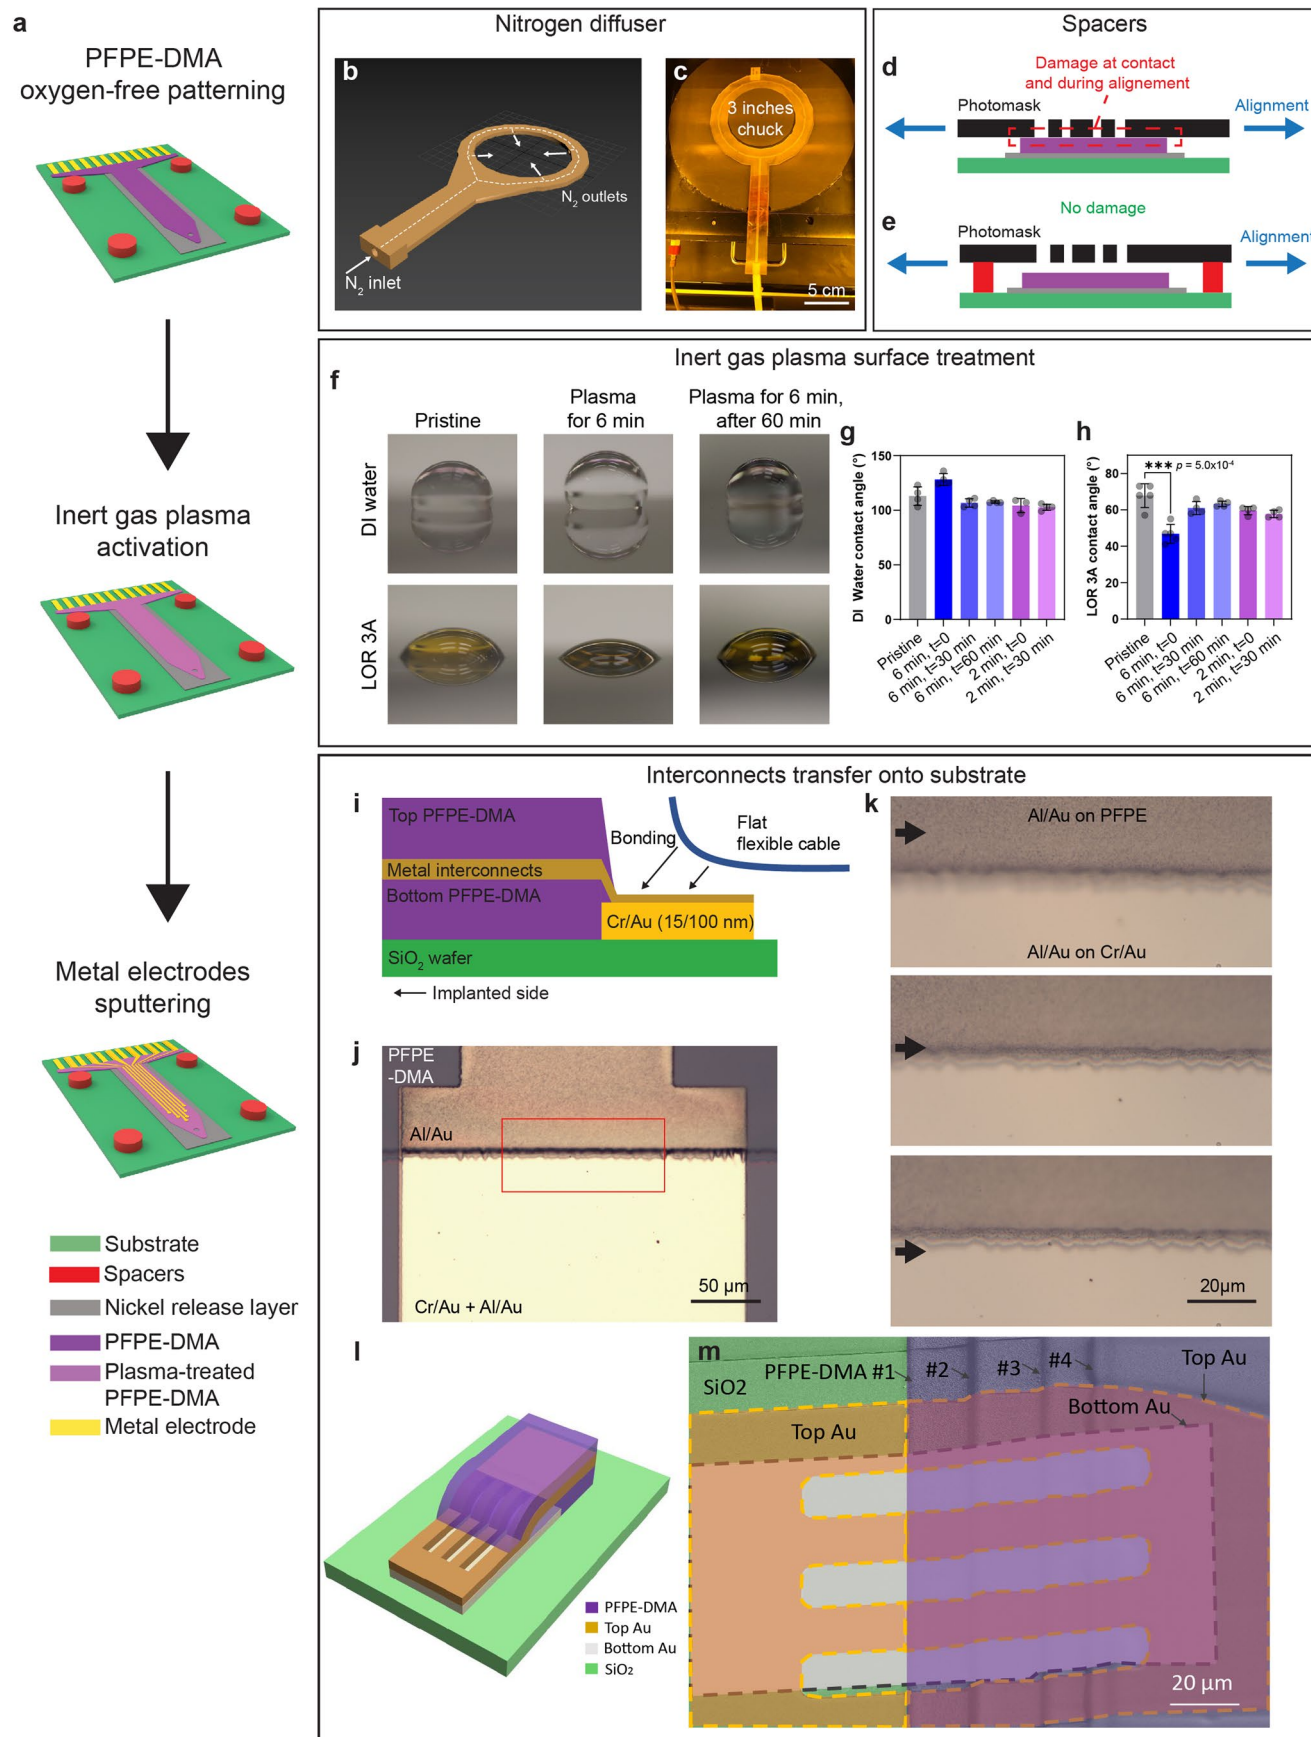 a
PFPE-DMA
oxygen-free patterning
Inert gas plasma
activation
Metal electrodes
sputtering
Substrate
Spacers
Nickel release layer
PFPE-DMA
Plasma-treated
PFPE-DMA
Metal electrode
Nitrogen diffuser
b
N2 outlets
N2 inlet
c
3 inches
chuck
5 cm
Spacers
d
Damage at contact
and during alignement
Photomask
Alignment
No damage
e
Photomask
Alignment
Inert gas plasma surface treatment
f
Pristine
Plasma
for 6 min
Plasma for 6 min,
after 60 min
DI water
LOR 3A
g
DI Water contact angle (°)
150
100
50
0
Pristine
6 min, t=0
6 min, t=30 min
6 min, t=60 min
2 min, t=0
2 min, t=30 min
h
LOR 3A contact angle (°)
*** p = 5.0x10-4
80
60
40
20
0
Pristine
6 min, t=0
6 min, t=30 min
6 min, t=60 min
2 min, t=0
2 min, t=30 min
Interconnects transfer onto substrate
i
Top PFPE-DMA
Metal interconnects
Bottom PFPE-DMA
Bonding
Flat
flexible cable
Cr/Au (15/100 nm)
SiO2 wafer
Implanted side
j
PFPE
-DMA
Al/Au
Cr/Au + Al/Au
50 µm
k
Al/Au on PFPE
Al/Au on Cr/Au
20µm
l
PFPE-DMA
Top Au
Bottom Au
SiO2
m
SiO2
PFPE-DMA #1
#2
#3
#4
Top Au
Bottom Au
Top Au
20 µm